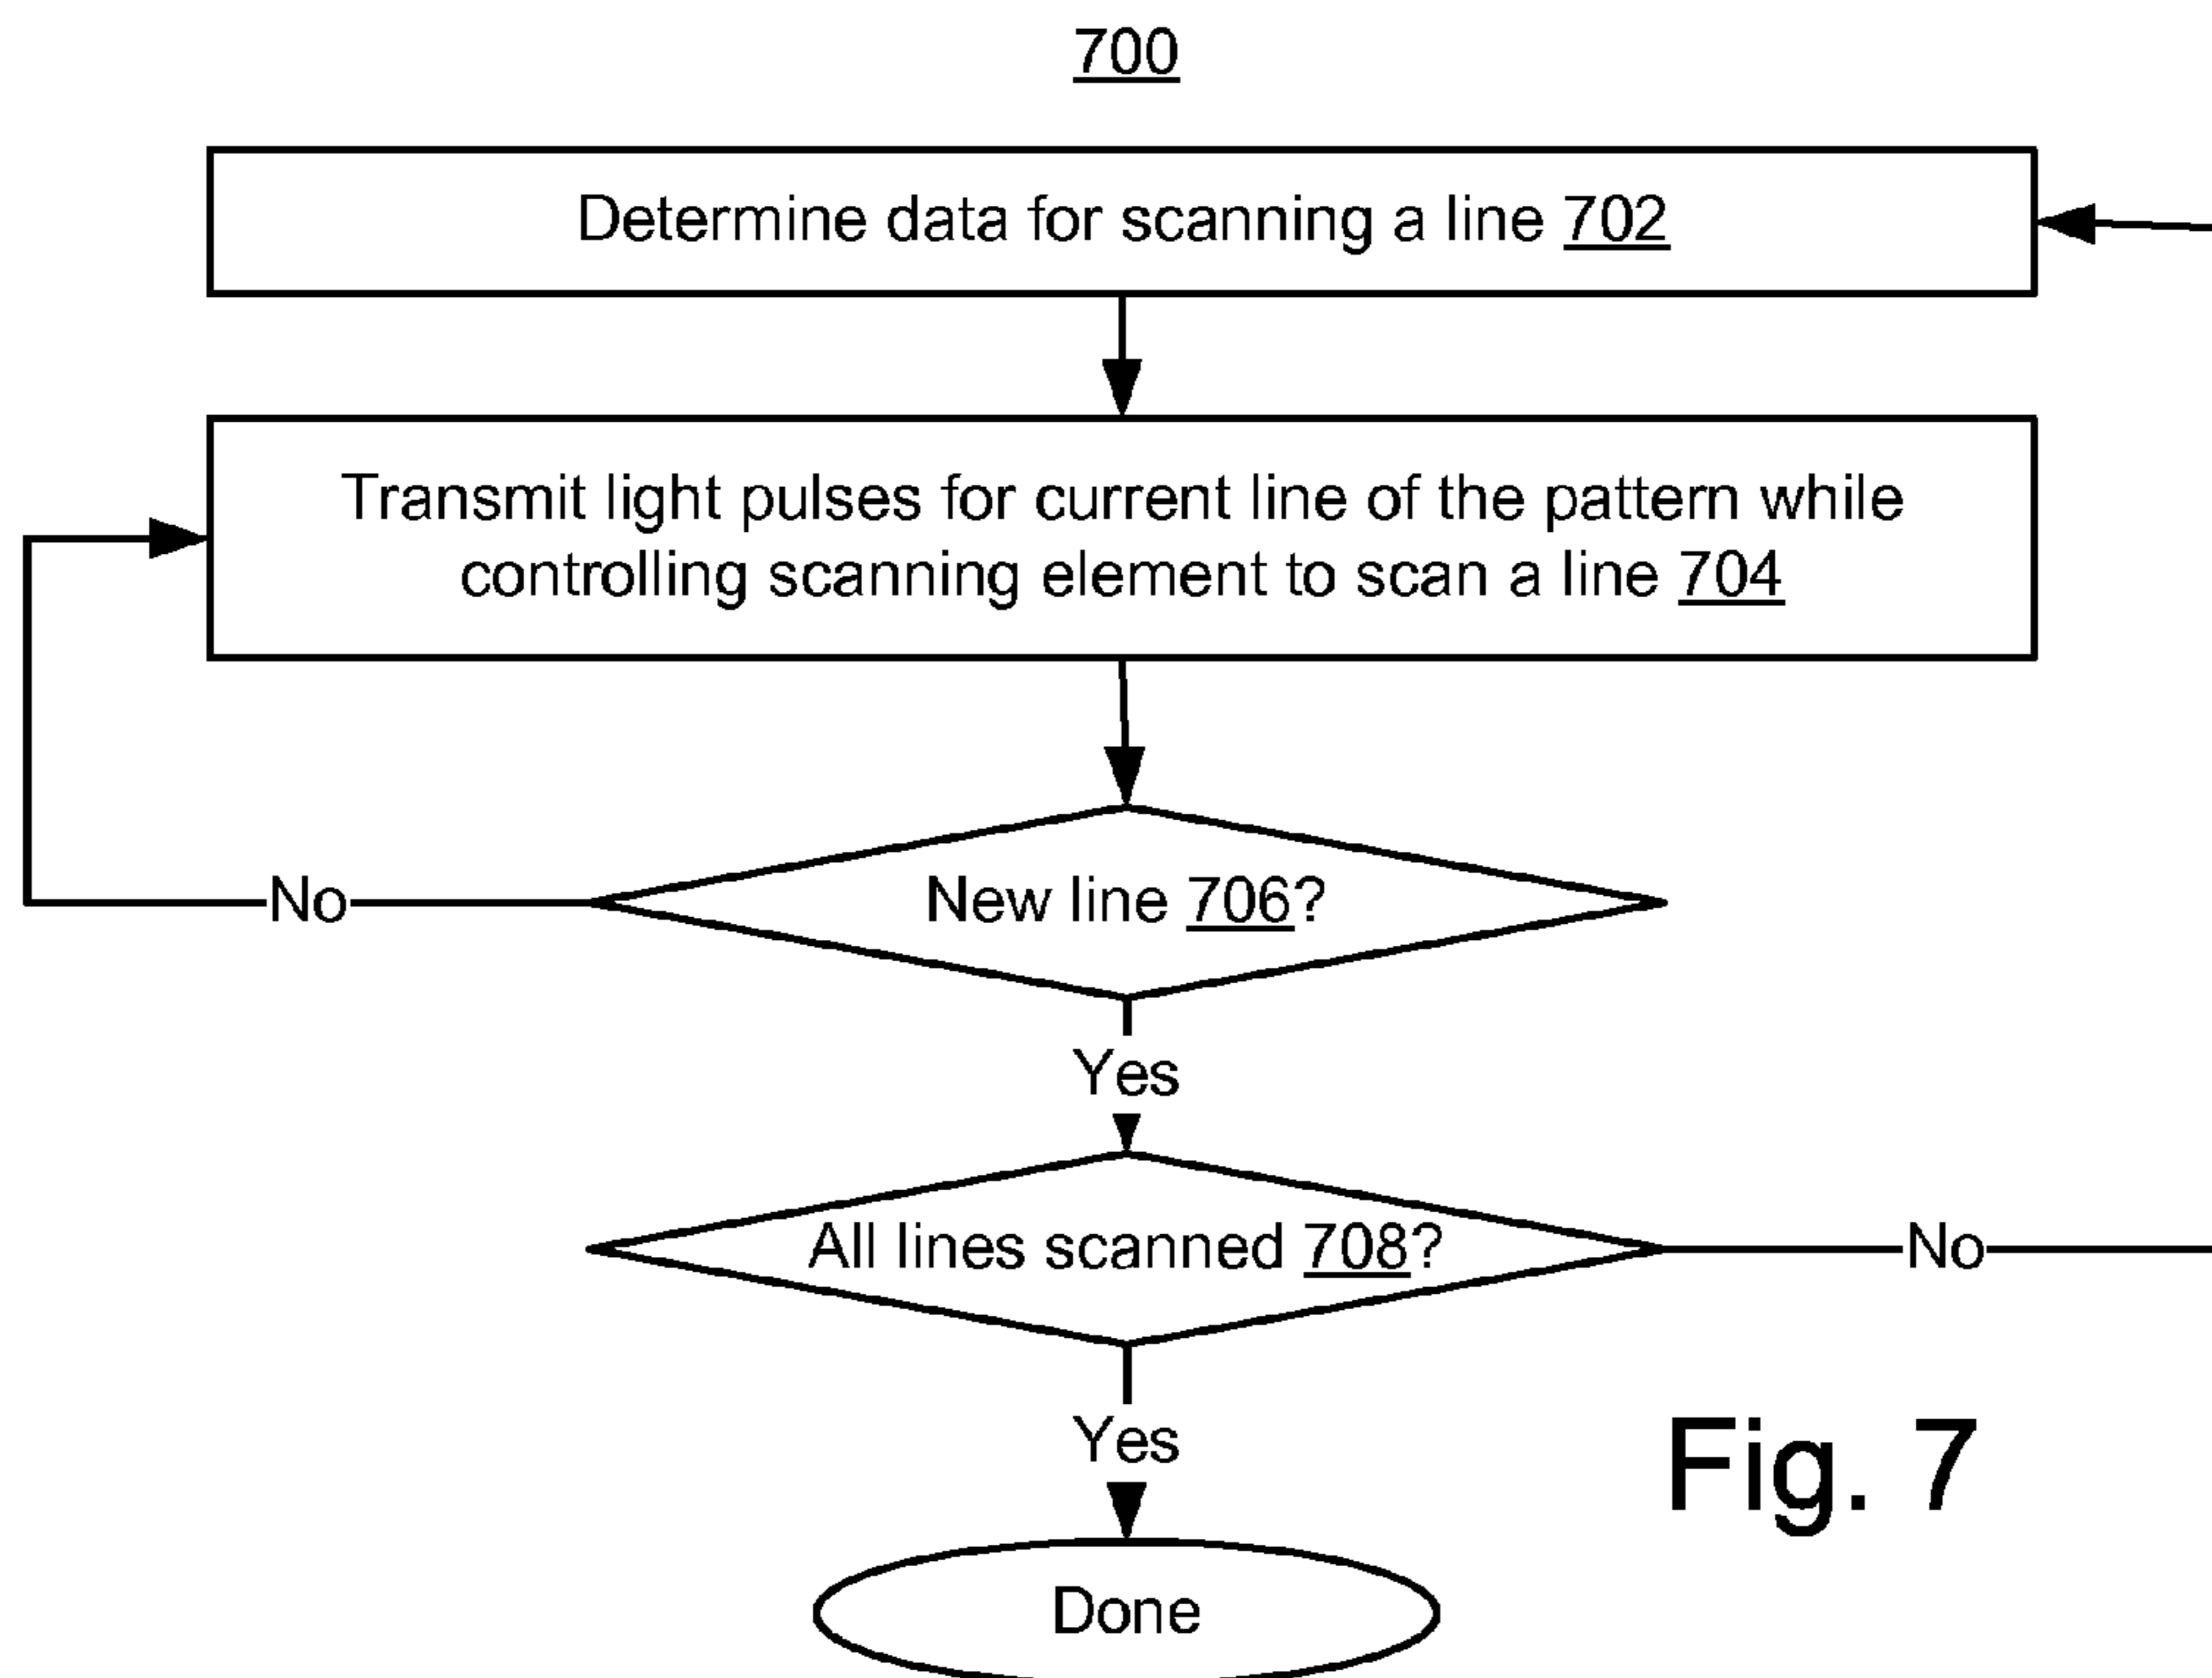 700
Determine data for scanning a line 702
Transmit light pulses for current line of the pattern while
controlling scanning element to scan a line 704
New line 706?
No
Yes
All lines scanned 708?
No
Yes
Done
Fig. 7